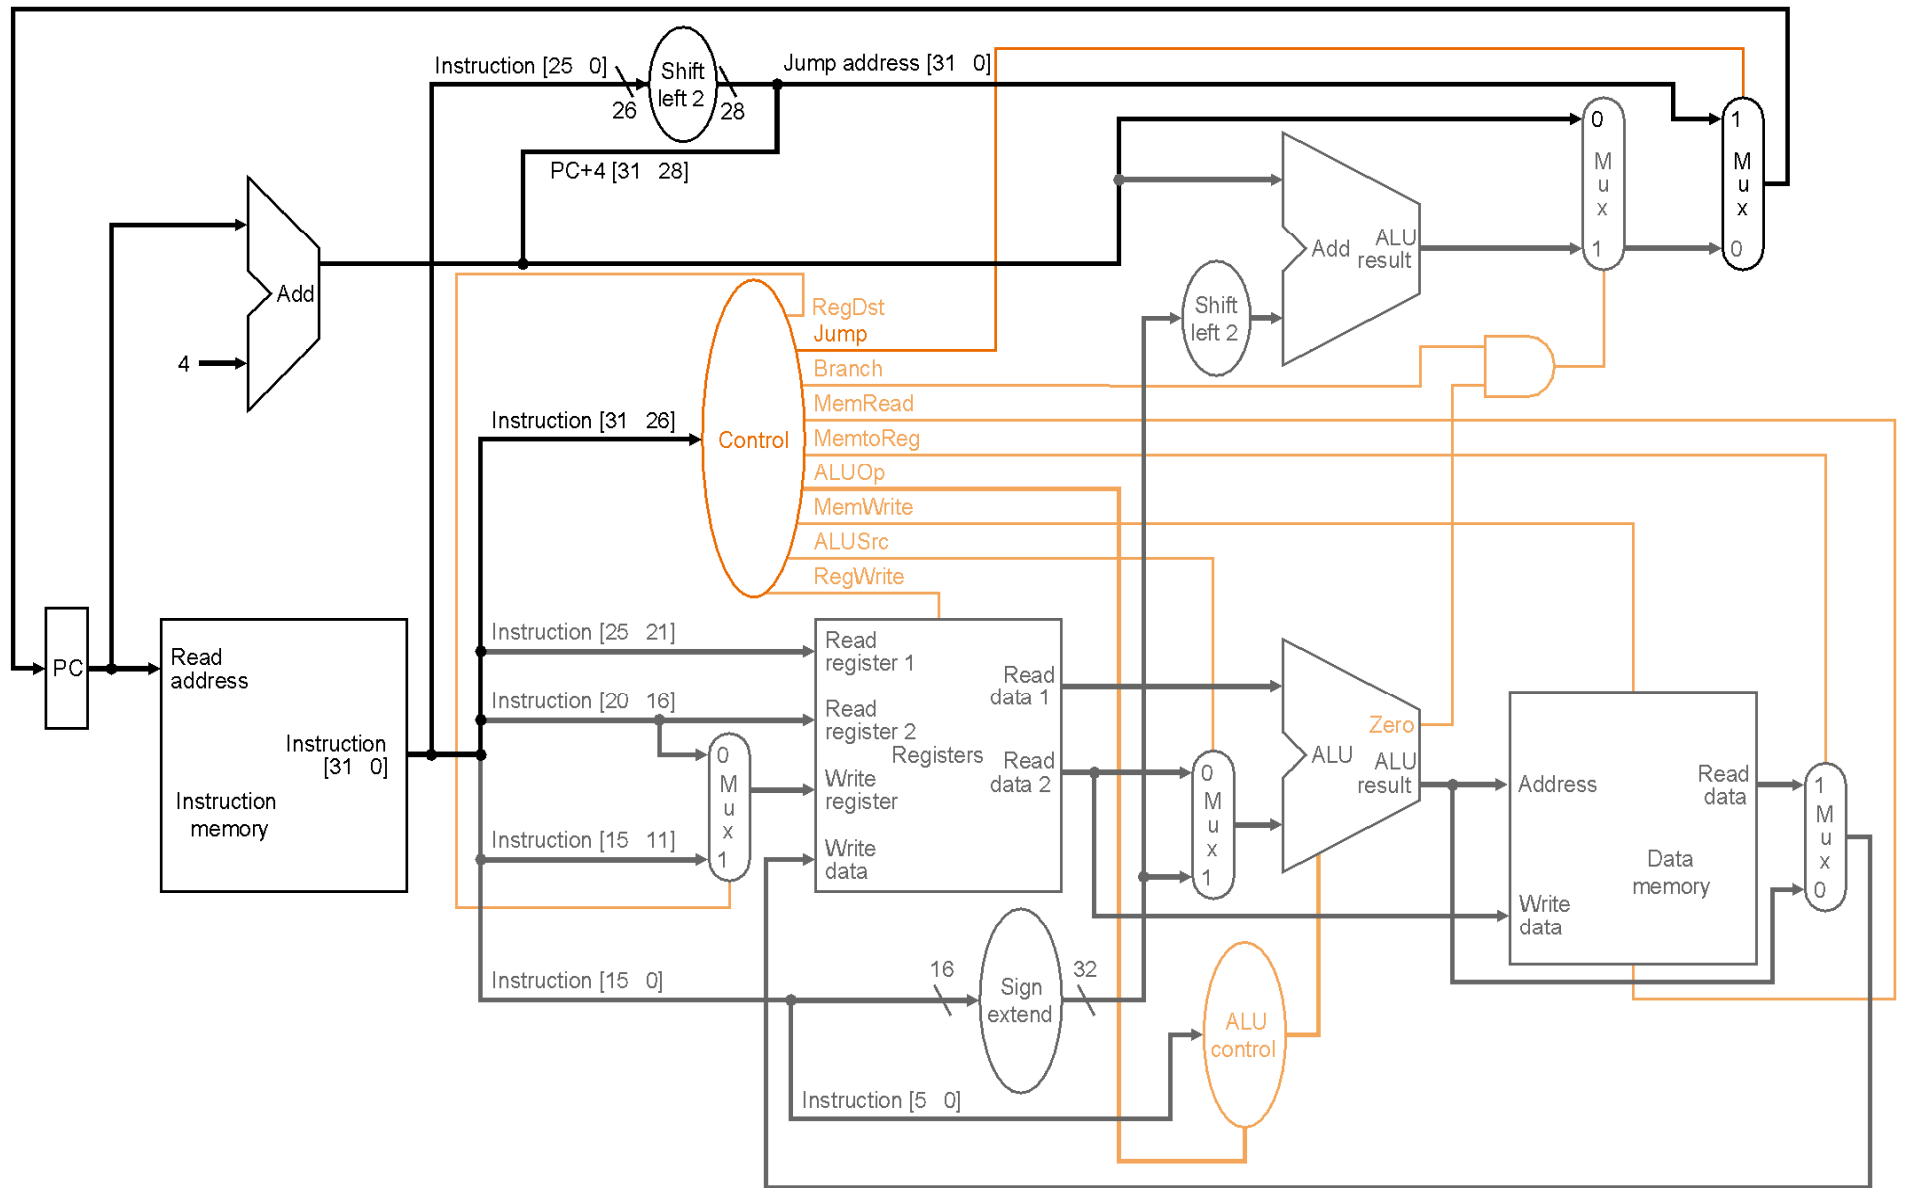 Instruction [25 0]
26
Shift
left 2
28
Jump address [31 0]
PC+4 [31 28]
Add
4
0
M
u
x
1
1
M
u
x
0
Add
ALU
result
Shift
left 2
RegDst
Jump
Branch
MemRead
MemtoReg
ALUOp
MemWrite
ALUSrc
RegWrite
Instruction [31 26]
Control
PC
Read
address
Instruction
[31 0]
Instruction
memory
Instruction [25 21]
Instruction [20 16]
Instruction [15 11]
0
M
u
x
1
Read
register 1
Read
register 2
Registers
Write
register
Write
data
Read
data 1
Read
data 2
0
M
u
x
1
Zero
ALU
ALU
result
Address
Read
data
Data
memory
Write
data
1
M
u
x
0
Instruction [15 0]
16
Sign
extend
32
ALU
control
Instruction [5 0]